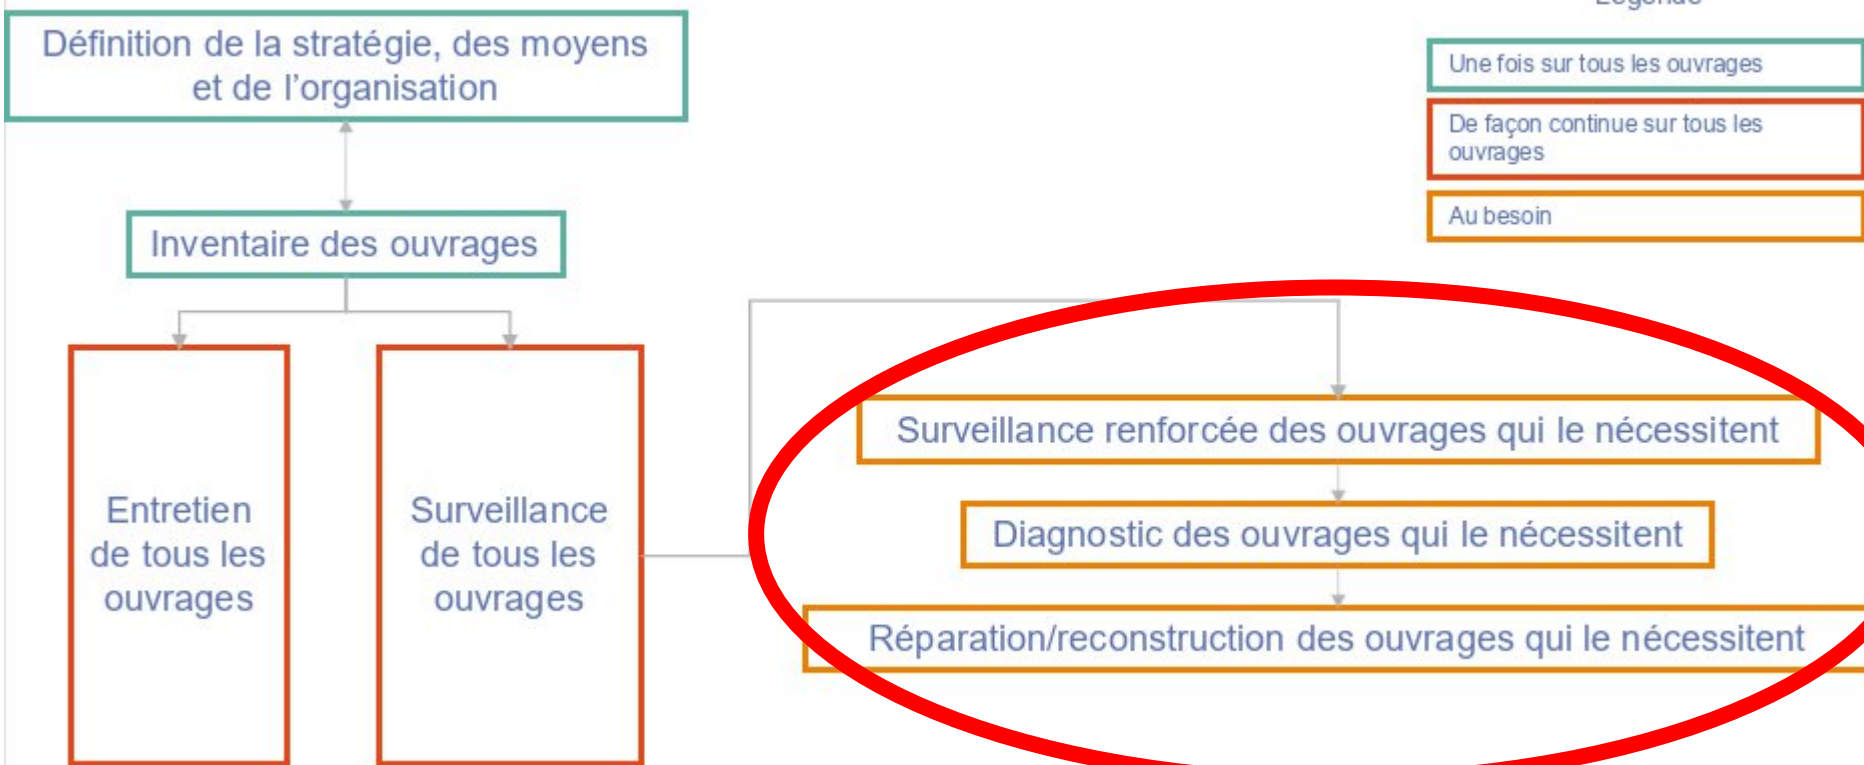 Légende
Définition de la stratégie, des moyens
et de l'organisation
Une fois sur tous les ouvrages
De façon continue sur tous les
ouvrages
Au besoin
Inventaire des ouvrages
Entretien
de tous les
ouvrages
Surveillance
de tous les
ouvrages
Surveillance renforcée des ouvrages qui le nécessitent
Diagnostic des ouvrages qui le nécessitent
Réparation/reconstruction des ouvrages qui le nécessitent